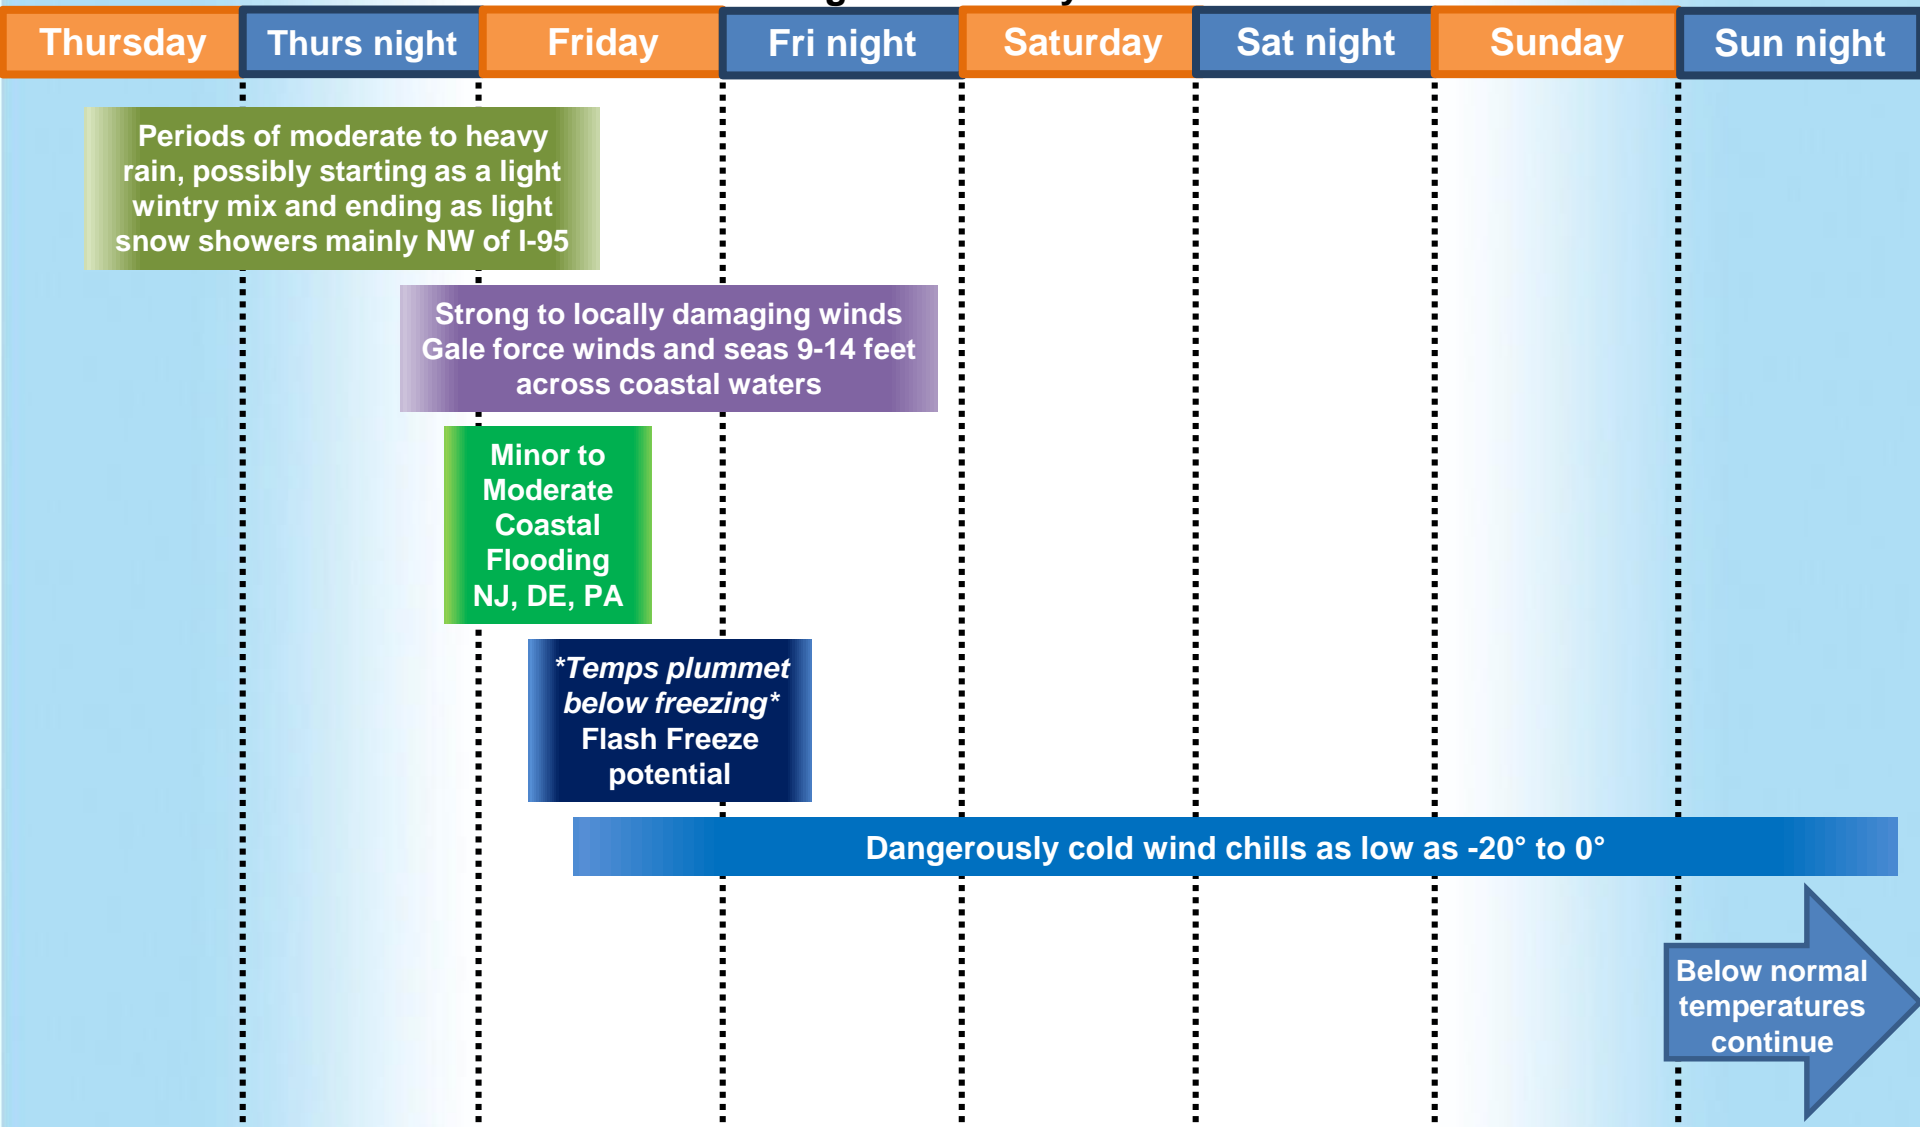 Thursday
Thurs night
Friday
Fri night
Saturday
Sat night
Sunday
Sun night
Periods of moderate to heavy
rain, possibly starting as a light
wintry mix and ending as light
snow showers mainly NW of I-95
Strong to locally damaging winds
Gale force winds and seas 9-14 feet
across coastal waters
Minor to
Moderate
Coastal
Flooding
NJ, DE, PA
*Temps plummet
below freezing*
Flash Freeze
potential
Dangerously cold wind chills as low as -20° to 0°
Below normal
temperatures
continue